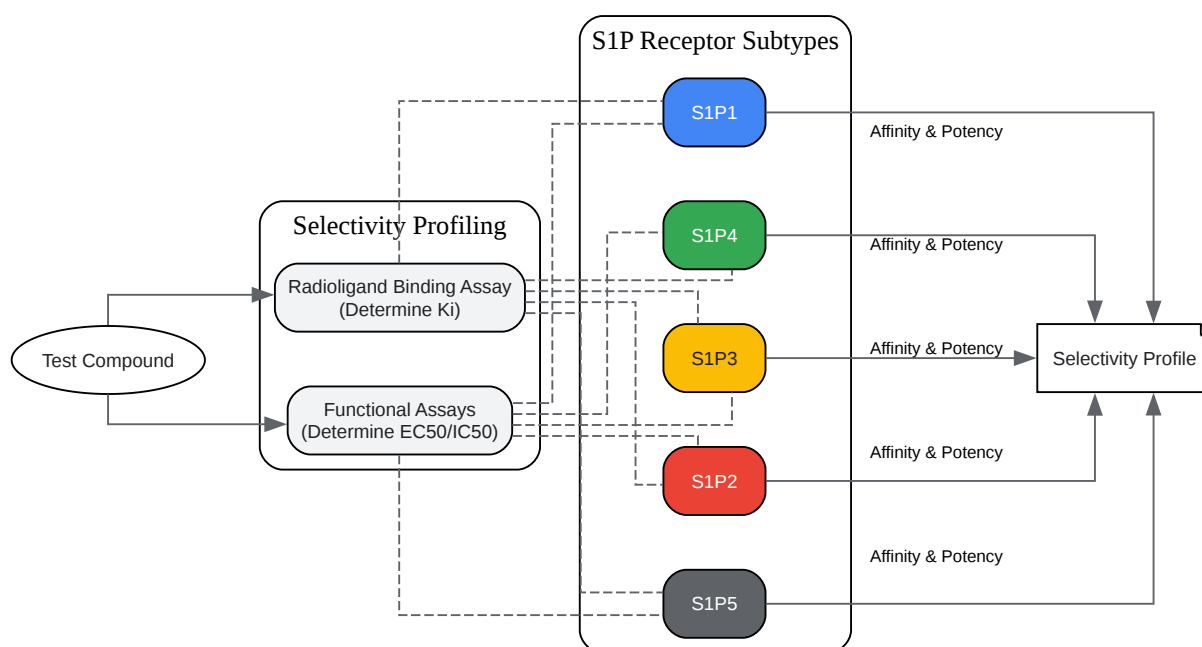 S1P Receptor Subtypes
S1P1
Affinity & Potency
Selectivity Profiling
S1P4
Affinity & Potency
Radioligand Binding Assay
(Determine Ki)
Test Compound
S1P3
Affinity & Potency
Selectivity Profile
Functional Assays
(Determine EC50/IC50)
S1P2
Affinity & Potency
S1P5
Affinity & Potency